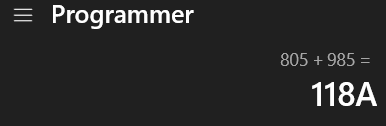 Programmer
805 + 985 =
118A